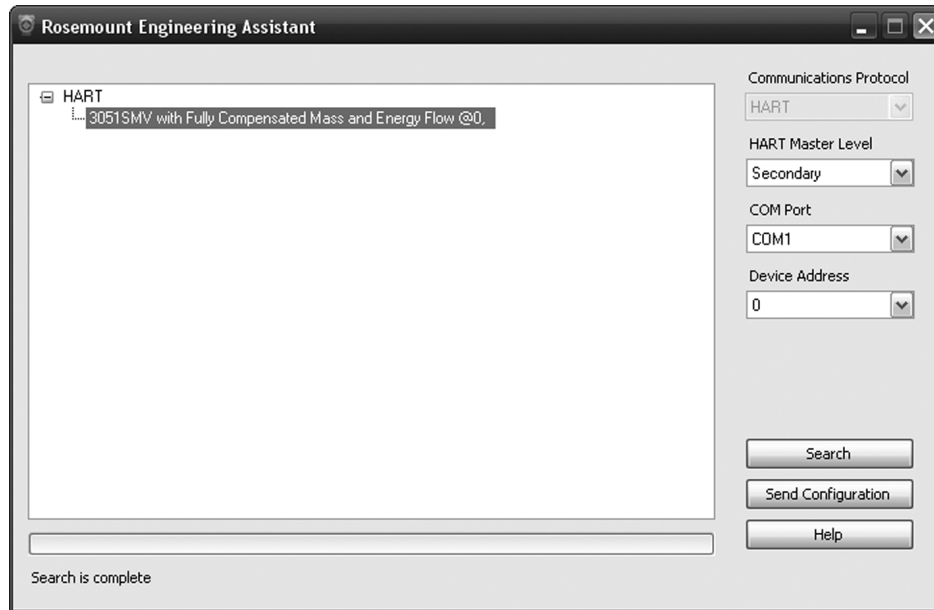 Rosemount Engineering Assistant
HART
3051SMV with Fully Compensated Mass and Energy Flow @0,
Communications Protocol
HART
HART Master Level
Secondary
COM Port
COM1
Device Address
0
Search
Send Configuration
Help
Search is complete